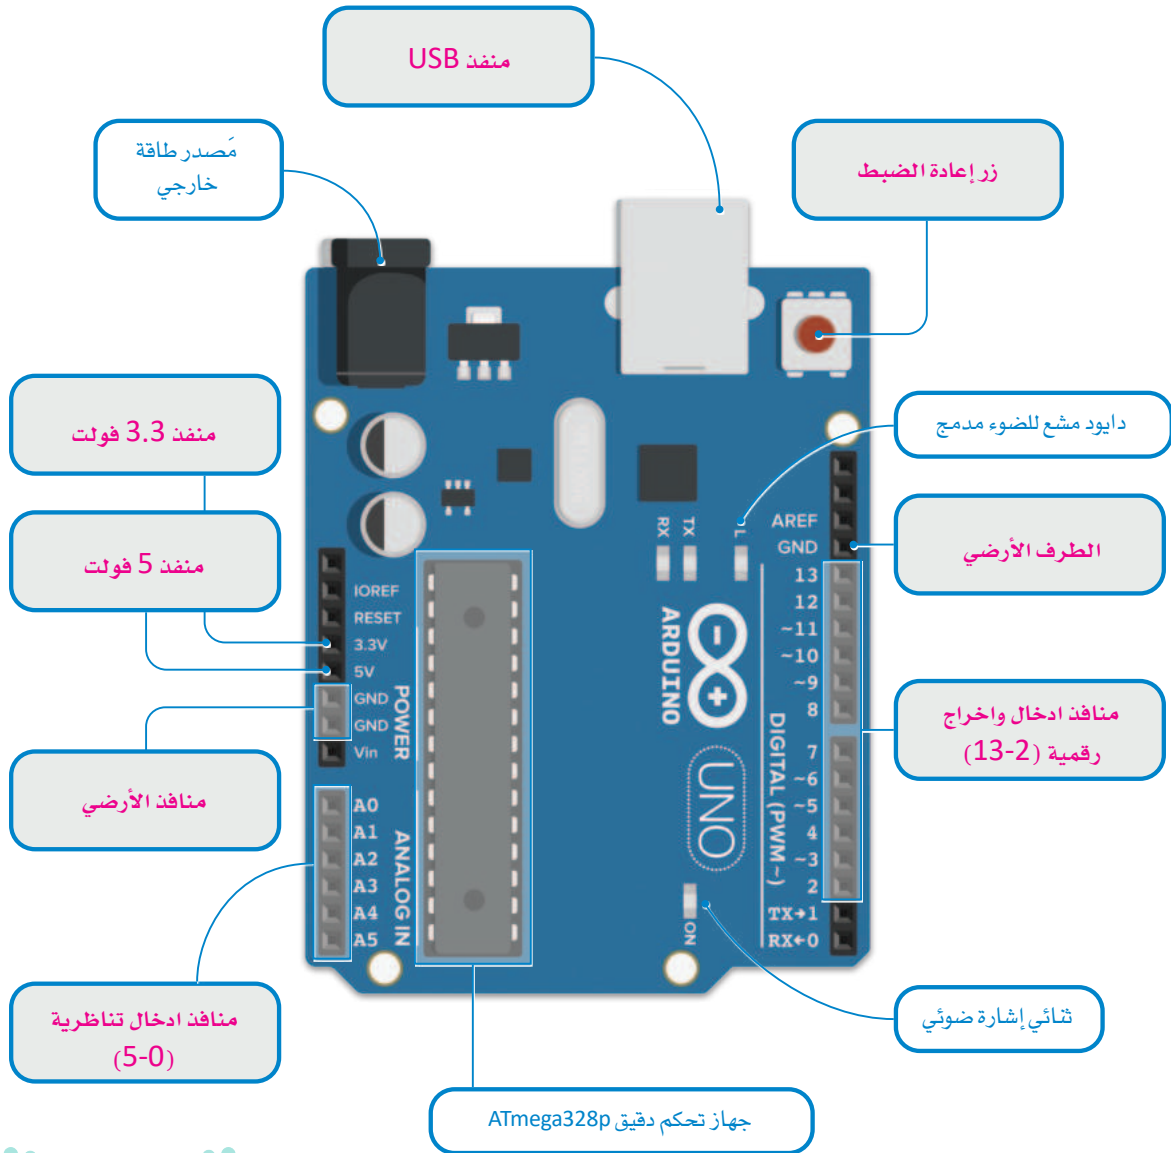 منفذ USB
مَصدر طاقة
خارجي
زر إعادة الضبط
منفذ 3.3 فولت
دايود مشع للضوء مدمج
منفذ 5 فولت
الطرف الأرضي
منافذ ادخال واخراج
رقمية (2-13)
منافذ الأرضي
منافذ ادخال تناظرية
(0-5)
ثنائي إشارة ضوئي
جهاز تحكم دقيق ATmega328p
RX
TX
L
AREF
GND
13
12
~11
~10
~9
8
7
~6
~5
4
~3
2
TX→1
RX←0
DIGITAL (PWM ~)
IOREF
RESET
3.3V
5V
GND
GND
Vin
POWER
A0
A1
A2
A3
A4
A5
ANALOG IN
ARDUINO
UNO
ON